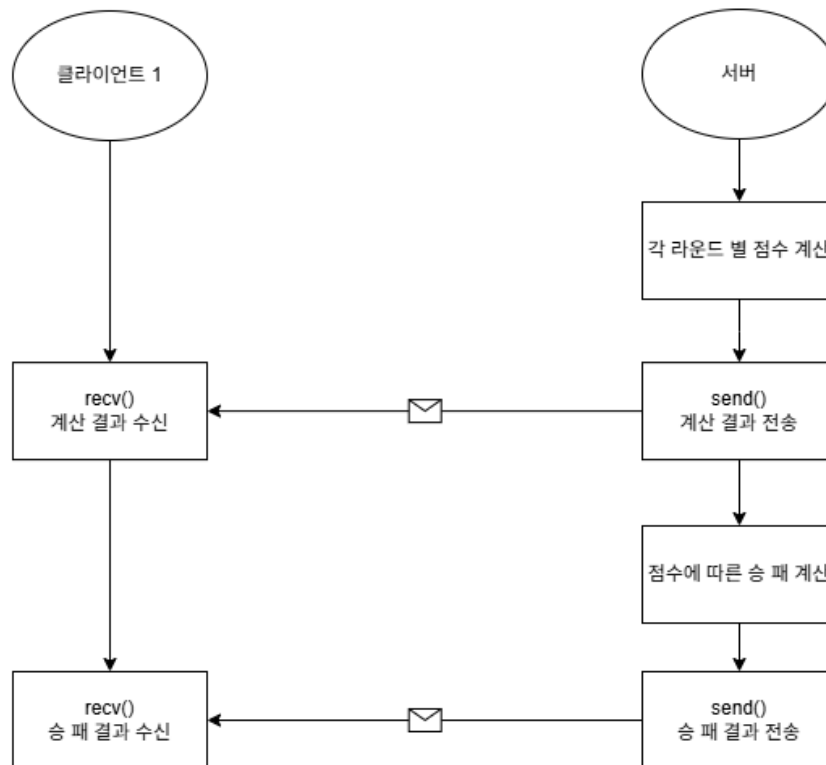 클라이언트 1
서버
각 라운드 별 점수 계산
recv()
계산 결과 수신
send()
계산 결과 전송
점수에 따른 승 패 계산
recv()
승 패 결과 수신
send()
승 패 결과 전송